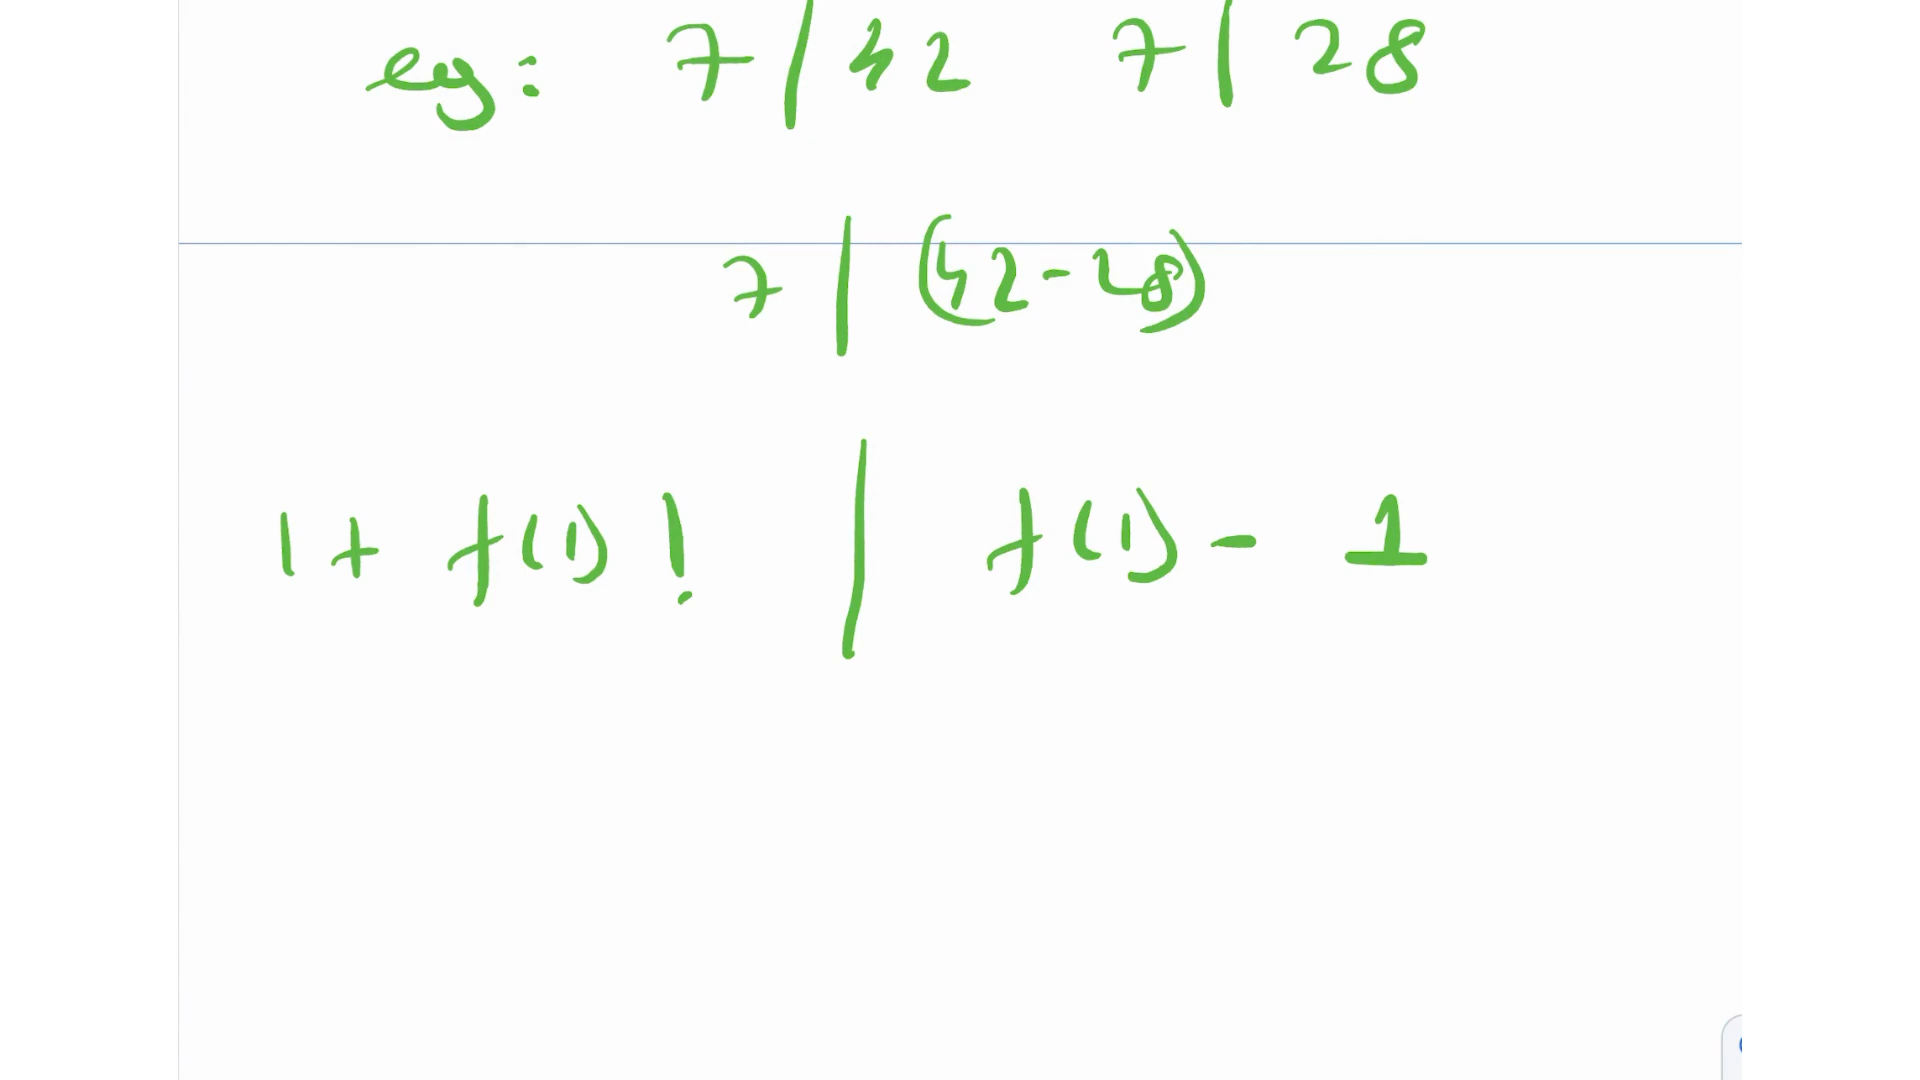 eg: 7 | 42 7 | 28
7 | (42-28)
1 + f(1)! | f(1) - 1